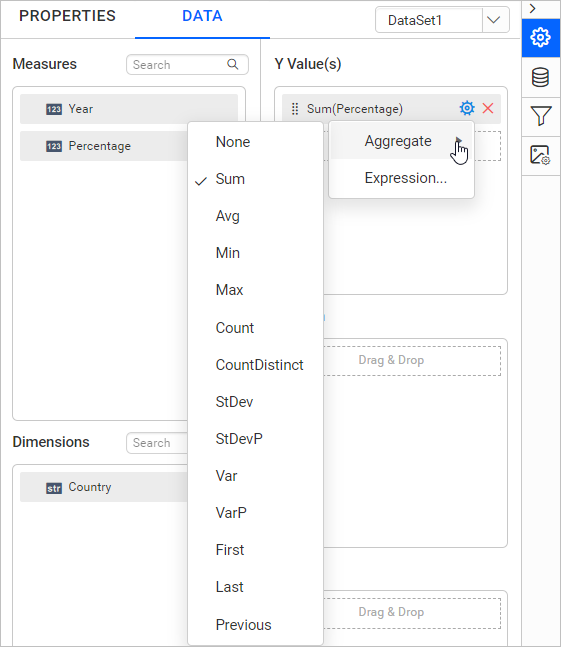 PROPERTIES
DATA
DataSet1
Measures
Search
123 Year
123 Percentage
Y Value(s)
Sum(Percentage)
Aggregate
Expression...
None
Sum
Avg
Min
Max
Count
CountDistinct
StDev
StDevP
Var
VarP
First
Last
Previous
Drag & Drop
Dimensions
Search
str Country
Drag & Drop